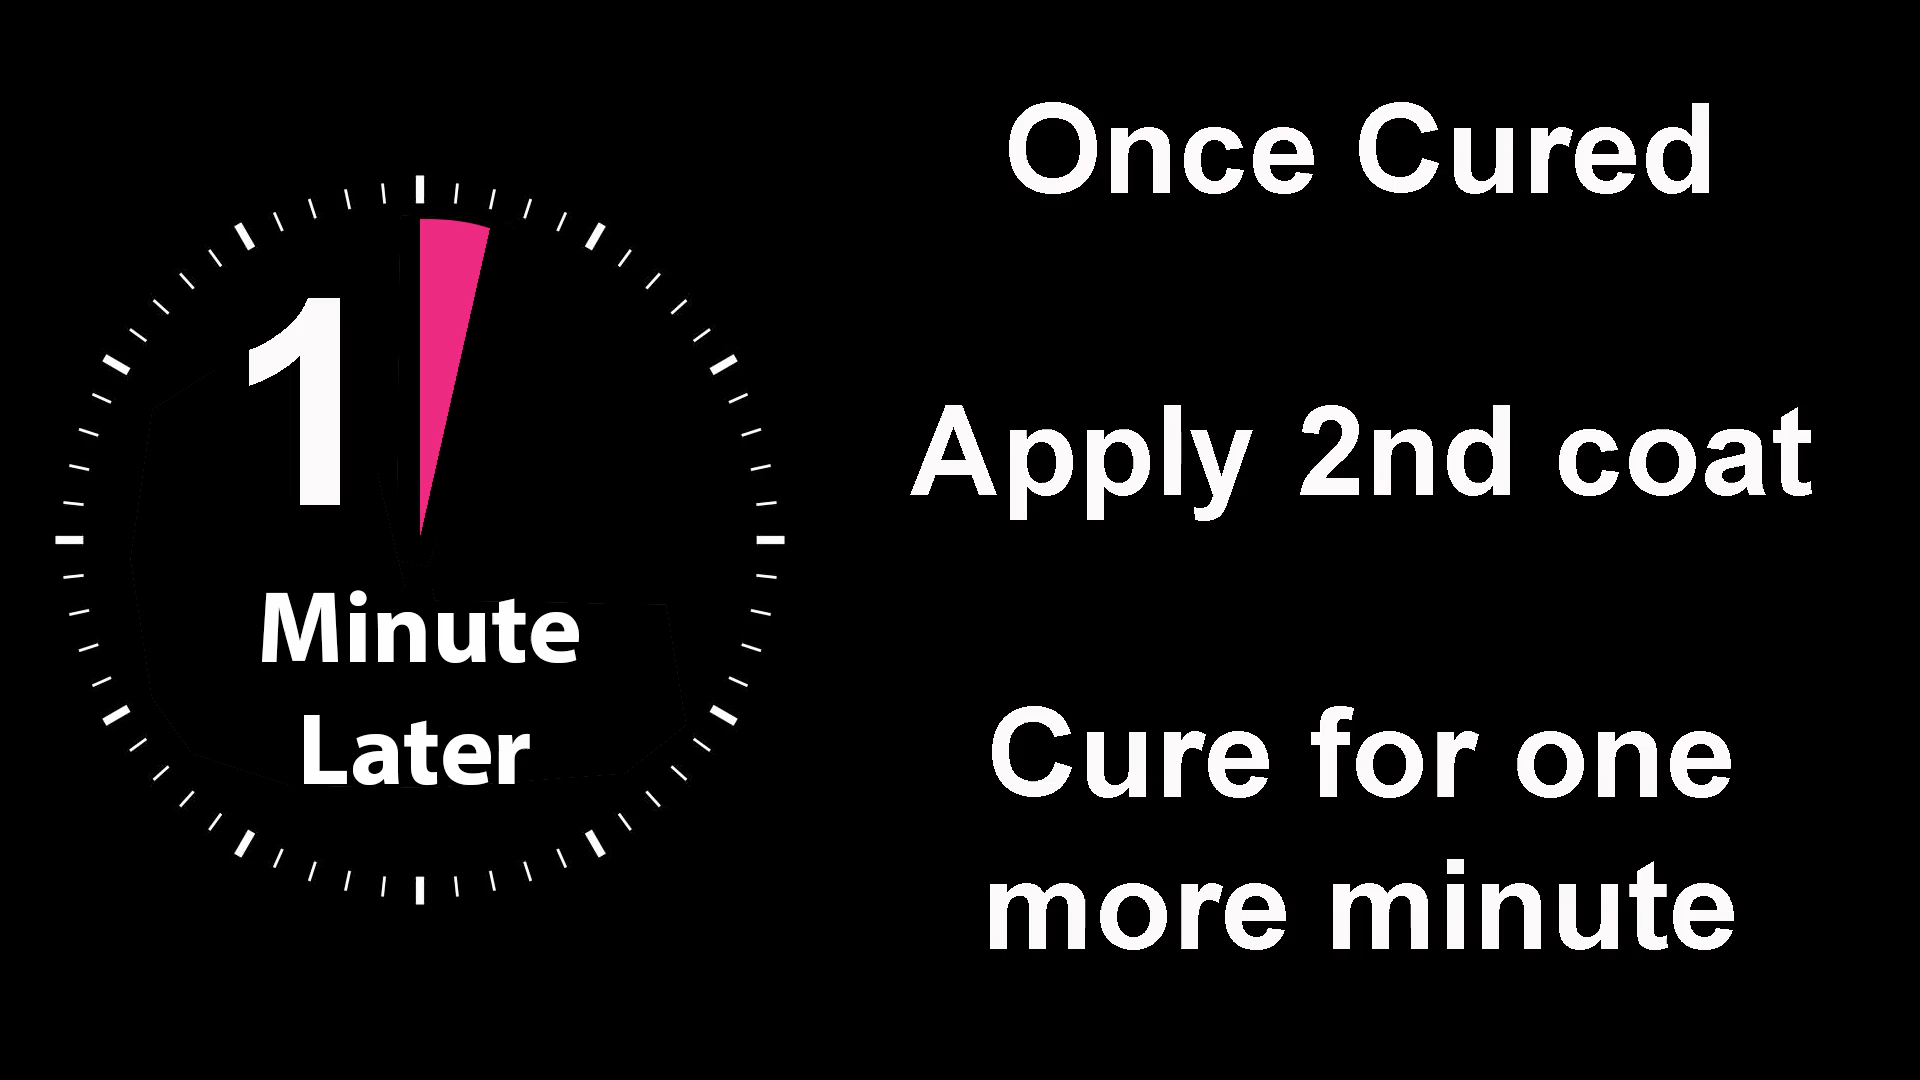 1
Minute
Later
Once Cured
Apply 2nd coat
Cure for one
more minute